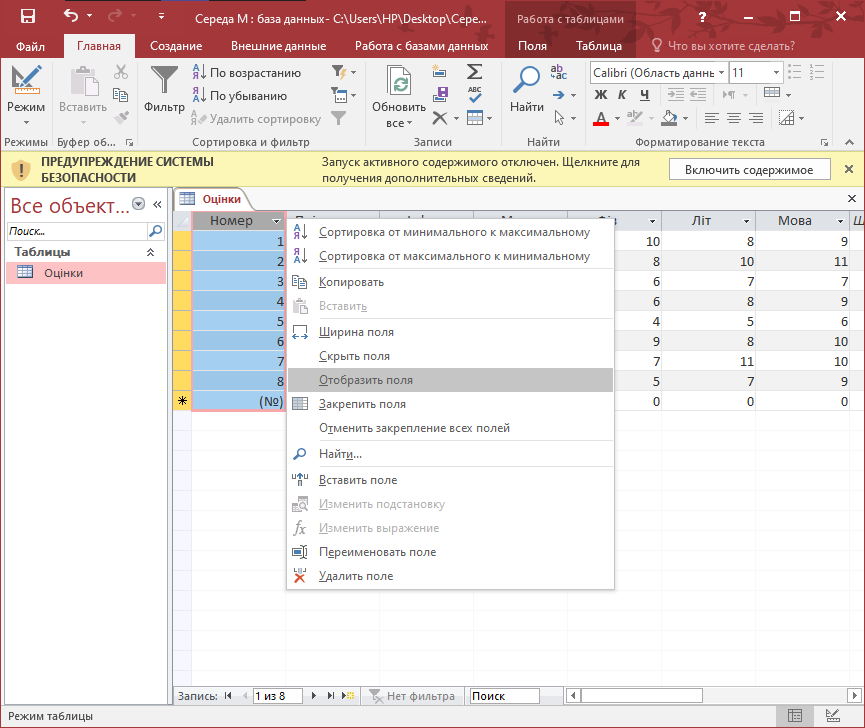 Середа М : база данных- C:\Users\HP\Desktop\Сере...
Работа с таблицами
?
Файл Главная Создание Внешние данные Работа с базами данных Поля Таблица Что вы хотите сделать?
Режим
Вставить
Фильтр
По возрастанию
По убыванию
Удалить сортировку
Обновить все
Найти
Calibri (Область даннь
11
Ж К Ч
Режимы Буфер об... Сортировка и фильтр Записи Найти Форматирование текста
ПРЕДУПРЕЖДЕНИЕ СИСТЕМЫ БЕЗОПАСНОСТИ
Запуск активного содержимого отключен. Щелкните для получения дополнительных сведений.
Включить содержимое
Все объект...
Поиск...
Таблицы
Оцінки
Оцінки
Номер Фіз Літ Мова
1 10 8 9
2 8 10 11
3 6 7 7
4 6 8 9
5 4 5 6
6 9 8 10
7 7 11 10
8 5 7 9
(№) 0 0 0
Сортировка от минимального к максимальному
Сортировка от максимального к минимальному
Копировать
Вставить
Ширина поля
Скрыть поля
Отобразить поля
Закрепить поля
Отменить закрепление всех полей
Найти...
Вставить поле
Изменить подстановку
Изменить выражение
Переименовать поле
Удалить поле
Запись: 1 из 8 Нет фильтра Поиск
Режим таблицы